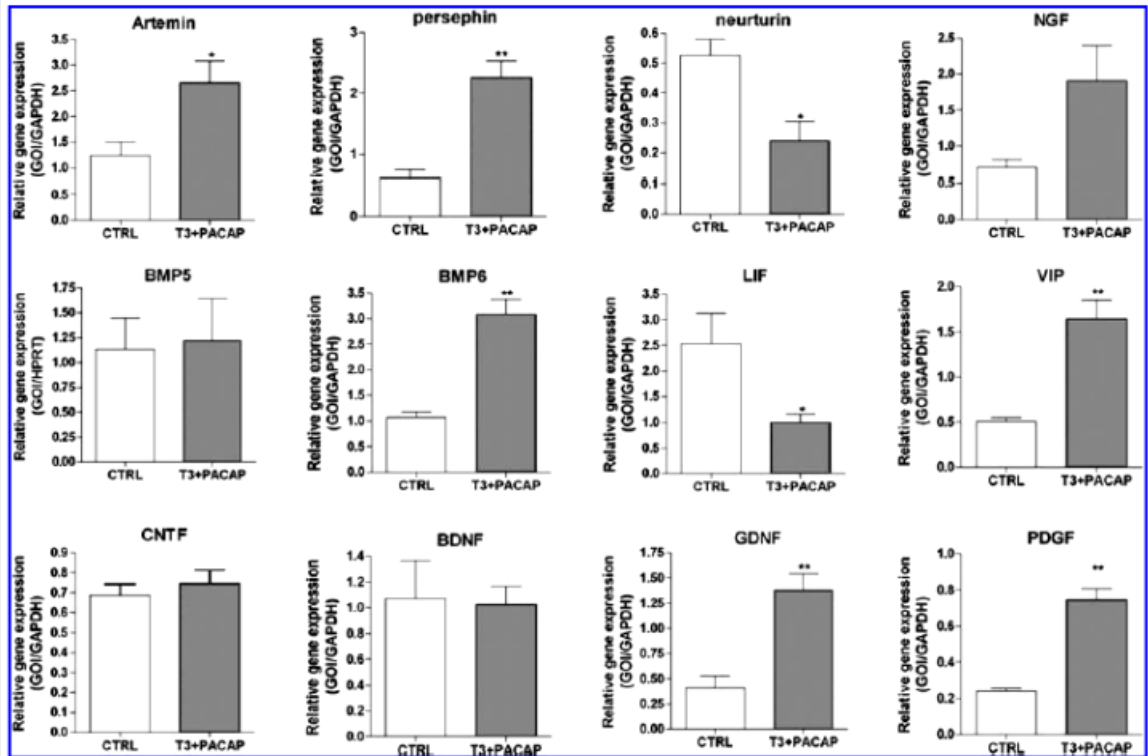 Artemin
Relative gene expression
(GOI/GAPDH)
3.5
3.0
2.5
2.0
1.5
1.0
0.5
0.0
*
CTRL
T3+PACAP
persephin
Relative gene expression
(GOI/GAPDH)
3
2
1
0
**
CTRL
T3+PACAP
neurturin
Relative gene expression
(GOI/GAPDH)
0.6
0.5
0.4
0.3
0.2
0.1
0.0
*
CTRL
T3+PACAP
NGF
Relative gene expression
(GOI/GAPDH)
2.5
2.0
1.5
1.0
0.5
0.0
CTRL
T3+PACAP
BMP5
Relative gene expression
(GOI/HPRT)
1.75
1.50
1.25
1.00
0.75
0.50
0.25
0.00
CTRL
T3+PACAP
BMP6
Relative gene expression
(GOI/GAPDH)
3.5
3.0
2.5
2.0
1.5
1.0
0.5
0.0
**
CTRL
T3+PACAP
LIF
Relative gene expression
(GOI/GAPDH)
3.5
3.0
2.5
2.0
1.5
1.0
0.5
0.0
*
CTRL
T3+PACAP
VIP
Relative gene expression
(GOI/GAPDH)
2.0
1.5
1.0
0.5
0.0
**
CTRL
T3+PACAP
CNTF
Relative gene expression
(GOI/GAPDH)
0.9
0.8
0.7
0.6
0.5
0.4
0.3
0.2
0.1
0.0
CTRL
T3+PACAP
BDNF
Relative gene expression
(GOI/GAPDH)
1.4
1.2
1.0
0.8
0.6
0.4
0.2
0.0
CTRL
T3+PACAP
GDNF
Relative gene expression
(GOI/GAPDH)
1.75
1.50
1.25
1.00
0.75
0.50
0.25
0.00
**
CTRL
T3+PACAP
PDGF
Relative gene expression
(GOI/GAPDH)
1.0
0.8
0.6
0.4
0.2
0.0
**
CTRL
T3+PACAP